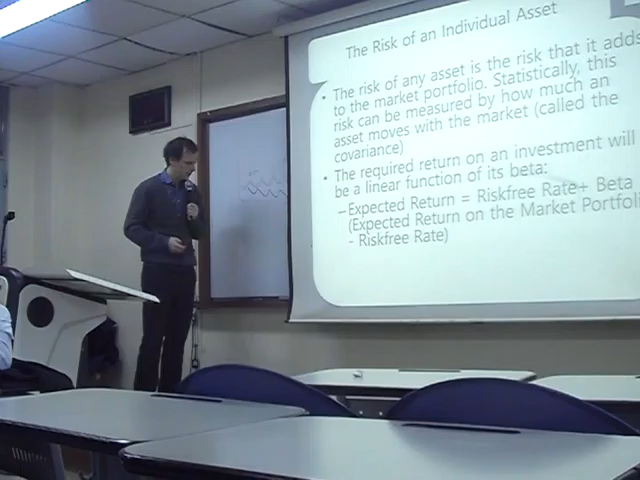 The Risk of an Individual Asset
• The risk of any asset is the risk that it adds
to the market portfolio. Statistically, this
risk can be measured by how much an
asset moves with the market (called the
covariance)
• The required return on an investment will
be a linear function of its beta:
–Expected Return = Riskfree Rate+ Beta
(Expected Return on the Market Portfolio
- Riskfree Rate)